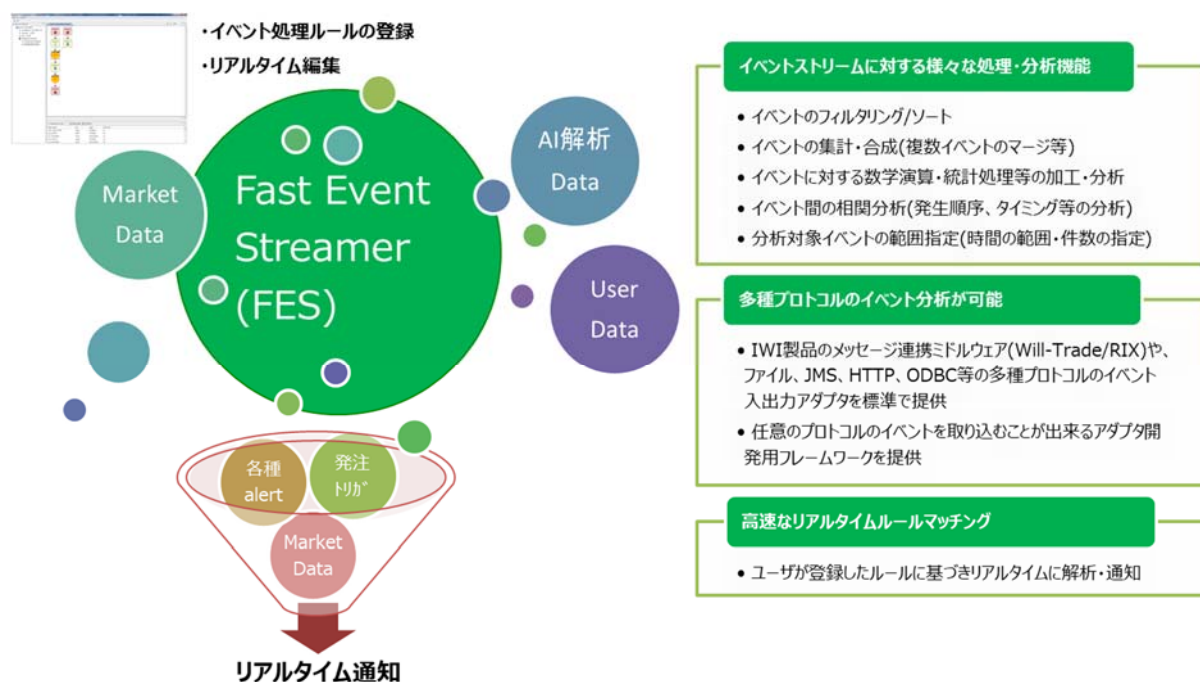 ・イベント処理ルールの登録
・リアルタイム編集
Market
Data
Fast Event
Streamer
(FES)
AI解析
Data
User
Data
各種
alert
発注
ﾄﾘｶﾞ
Market
Data
リアルタイム通知
イベントストリームに対する様々な処理・分析機能
• イベントのフィルタリング/ソート
• イベントの集計・合成(複数イベントのマージ等)
• イベントに対する数学演算・統計処理等の加工・分析
• イベント間の相関分析(発生順序、タイミング等の分析)
• 分析対象イベントの範囲指定(時間の範囲・件数の指定)
多種プロトコルのイベント分析が可能
• IWI製品のメッセージ連携ミドルウェア(Will-Trade/RIX)や、
ファイル、JMS、HTTP、ODBC等の多種プロトコルのイベント
入出力アダプタを標準で提供
• 任意のプロトコルのイベントを取り込むことが出来るアダプタ開
発用フレームワークを提供
高速なリアルタイムルールマッチング
• ユーザが登録したルールに基づきリアルタイムに解析・通知